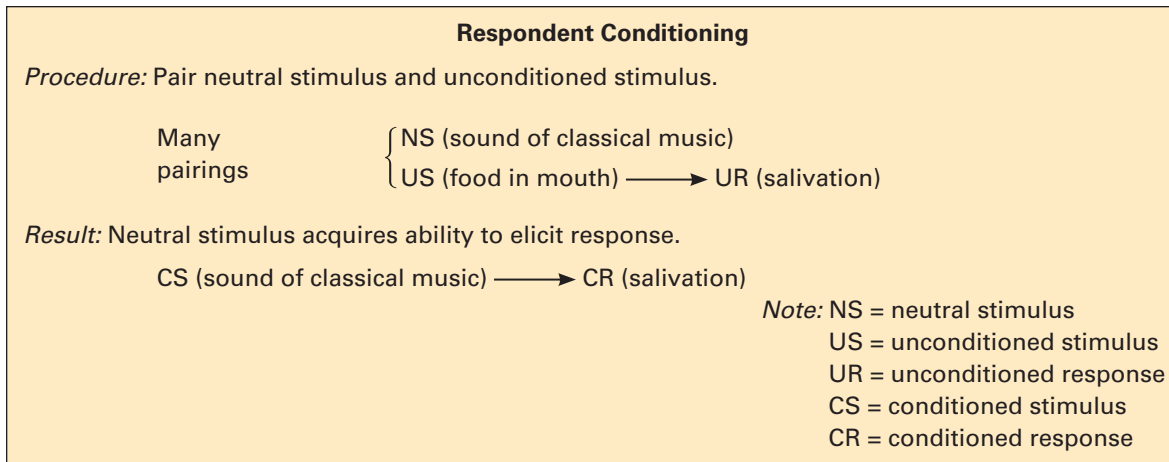 Respondent Conditioning
Procedure: Pair neutral stimulus and unconditioned stimulus.
Many
pairings
NS (sound of classical music)
US (food in mouth) ⟶ UR (salivation)
Result: Neutral stimulus acquires ability to elicit response.
CS (sound of classical music) ⟶ CR (salivation)
Note: NS = neutral stimulus
US = unconditioned stimulus
UR = unconditioned response
CS = conditioned stimulus
CR = conditioned response